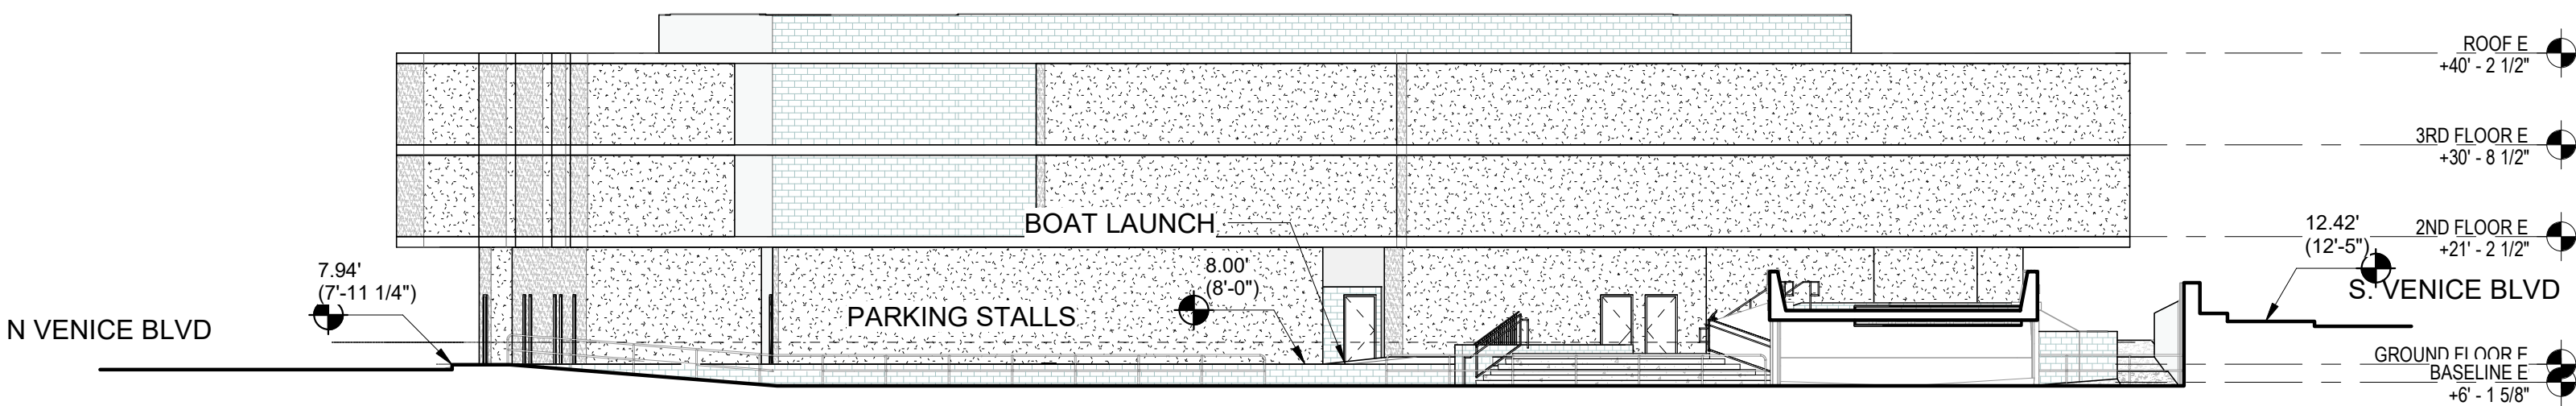 ROOF E
+40' - 2 1/2"
3RD FLOOR E
+30' - 8 1/2"
BOAT LAUNCH
12.42'
(12'-5")
2ND FLOOR E
+21' - 2 1/2"
7.94'
(7'-11 1/4")
8.00'
(8'-0")
S. VENICE BLVD
PARKING STALLS
N VENICE BLVD
GROUND FLOOR E
BASELINE E
+6' - 1 5/8"